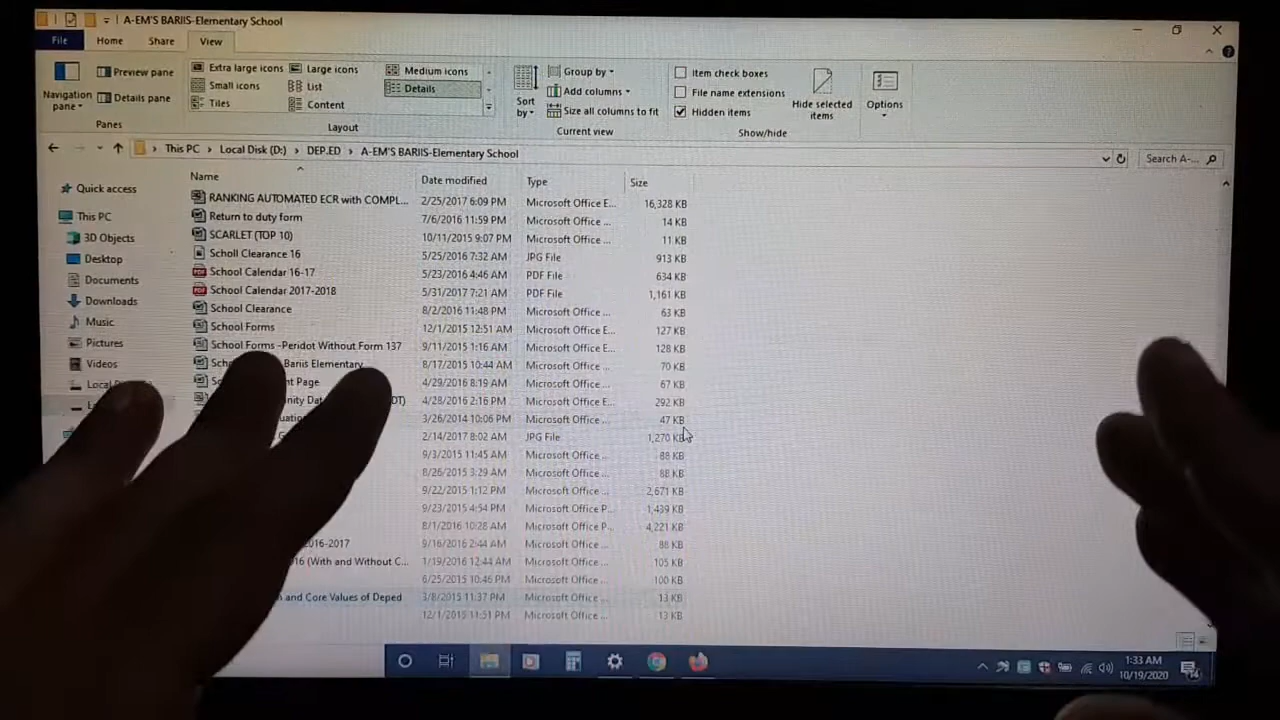 A-EM'S BARIIS-Elementary School
File Home Share View
Navigation pane
Preview pane
Details pane
Panes
Extra large icons Large icons Medium icons
Small icons List Details
Tiles Content
Layout
Sort by
Group by
Add columns
Size all columns to fit
Current view
Item check boxes
File name extensions
Hidden items
Hide selected items
Show/hide
Options
This PC > Local Disk (D:) > DEP.ED > A-EM'S BARIIS-Elementary School
Search A-...
Quick access
This PC
3D Objects
Desktop
Documents
Downloads
Music
Pictures
Videos
Local
Name Date modified Type Size
RANKING AUTOMATED ECR with COMPL... 2/25/2017 6:09 PM Microsoft Office E... 16,328 KB
Return to duty form 7/6/2016 11:59 PM Microsoft Office ... 14 KB
SCARLET (TOP 10) 10/11/2015 9:07 PM Microsoft Office ... 11 KB
Scholl Clearance 16 5/25/2016 7:32 AM JPG File 913 KB
School Calendar 16-17 5/23/2016 4:46 AM PDF File 634 KB
School Calendar 2017-2018 5/31/2017 7:21 AM PDF File 1,161 KB
School Clearance 8/2/2016 11:48 PM Microsoft Office ... 63 KB
School Forms 12/1/2015 12:51 AM Microsoft Office E... 127 KB
School Forms -Peridot Without Form 137 9/11/2015 1:16 AM Microsoft Office E... 128 KB
Bariis Elementary 8/17/2015 10:44 AM Microsoft Office ... 70 KB
Page 4/29/2016 8:19 AM Microsoft Office ... 67 KB
4/28/2016 2:16 PM Microsoft Office E... 292 KB
3/26/2014 10:06 PM Microsoft Office ... 47 KB
2/14/2017 8:02 AM JPG File 1,270 KB
9/3/2015 11:45 AM Microsoft Office ... 88 KB
8/26/2015 3:29 AM Microsoft Office ... 88 KB
9/22/2015 1:12 PM Microsoft Office ... 2,671 KB
9/23/2015 4:54 PM Microsoft Office P... 1,439 KB
8/1/2016 10:28 AM Microsoft Office P... 4,221 KB
2016-2017 9/16/2016 2:44 AM Microsoft Office ... 88 KB
(With and Without C... 1/19/2016 12:44 AM Microsoft Office ... 105 KB
6/25/2015 10:46 PM Microsoft Office ... 100 KB
and Core Values of Deped 3/8/2015 11:37 PM Microsoft Office ... 13 KB
12/1/2015 11:51 PM Microsoft Office ... 13 KB
1:33 AM
10/19/2020